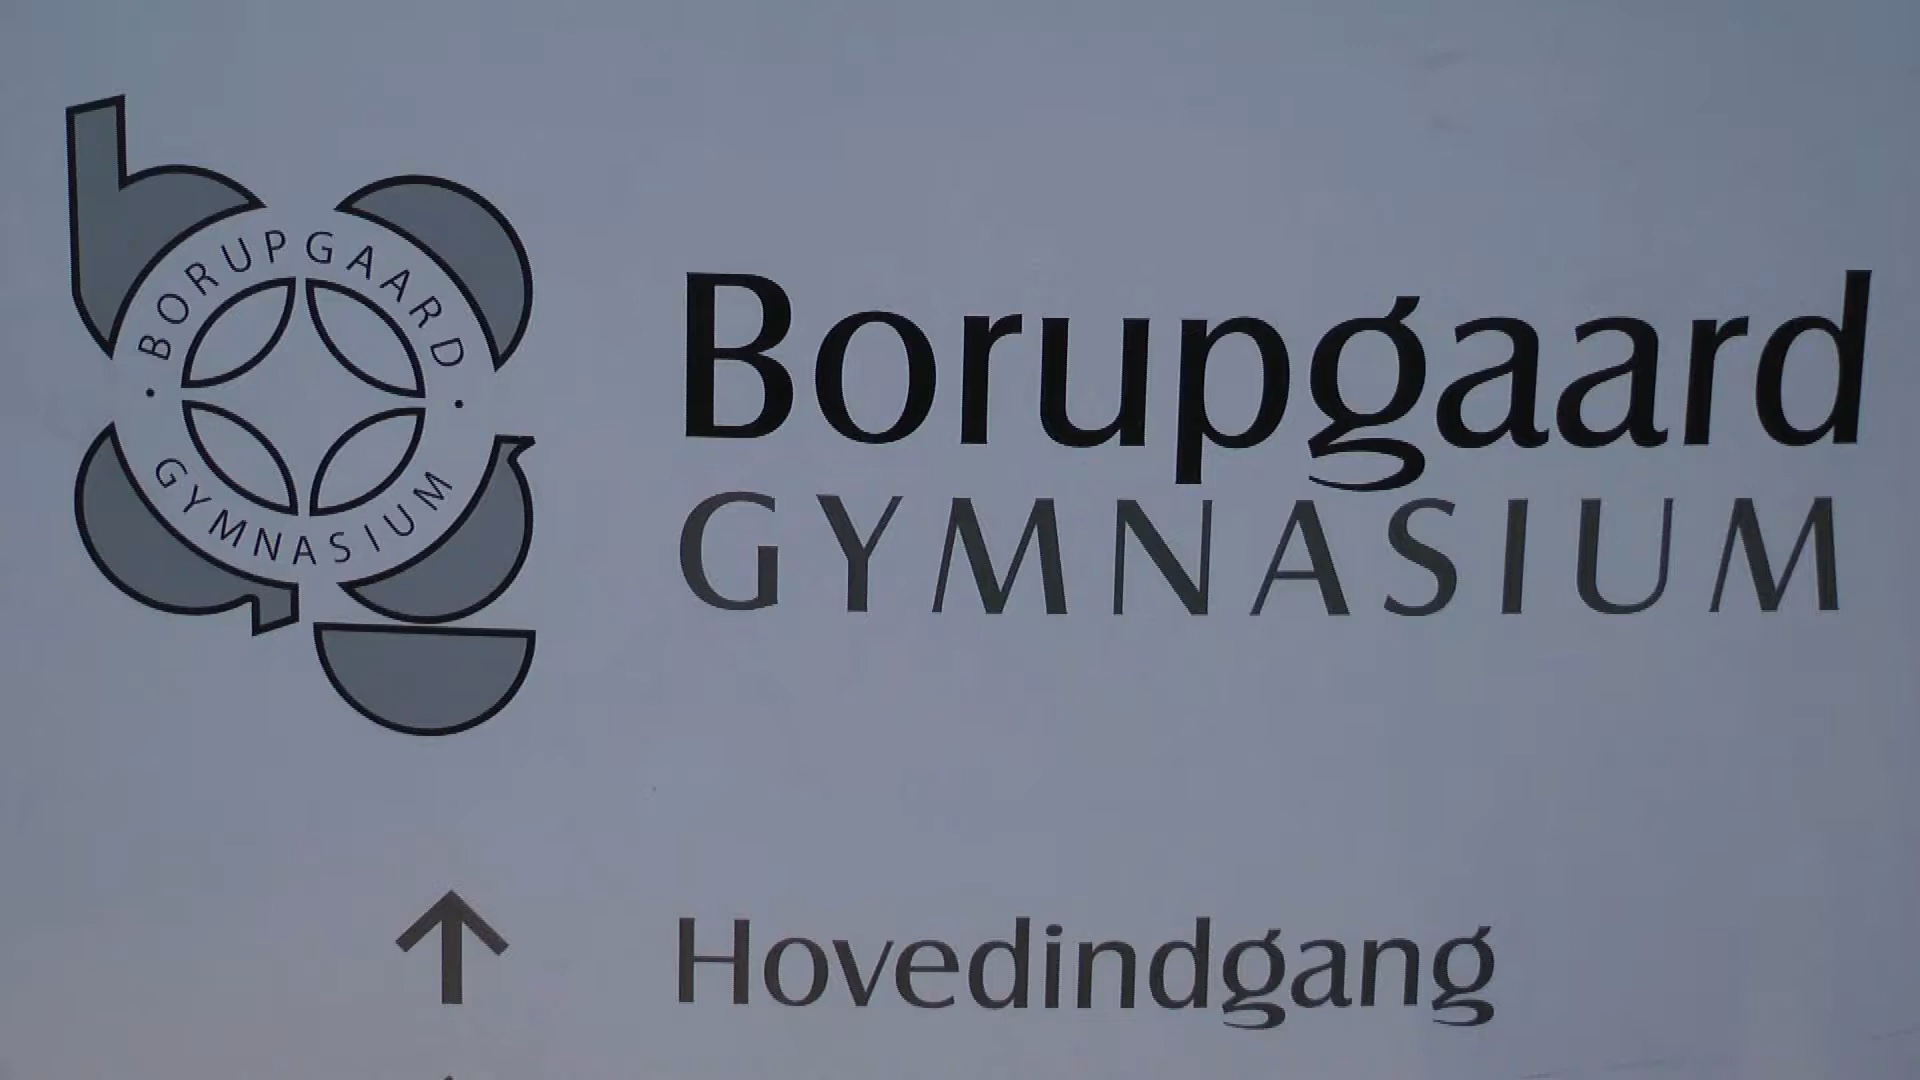 · BORUPGAARD ·
GYMNASIUM
Borupgaard
GYMNASIUM
↑ Hovedindgang